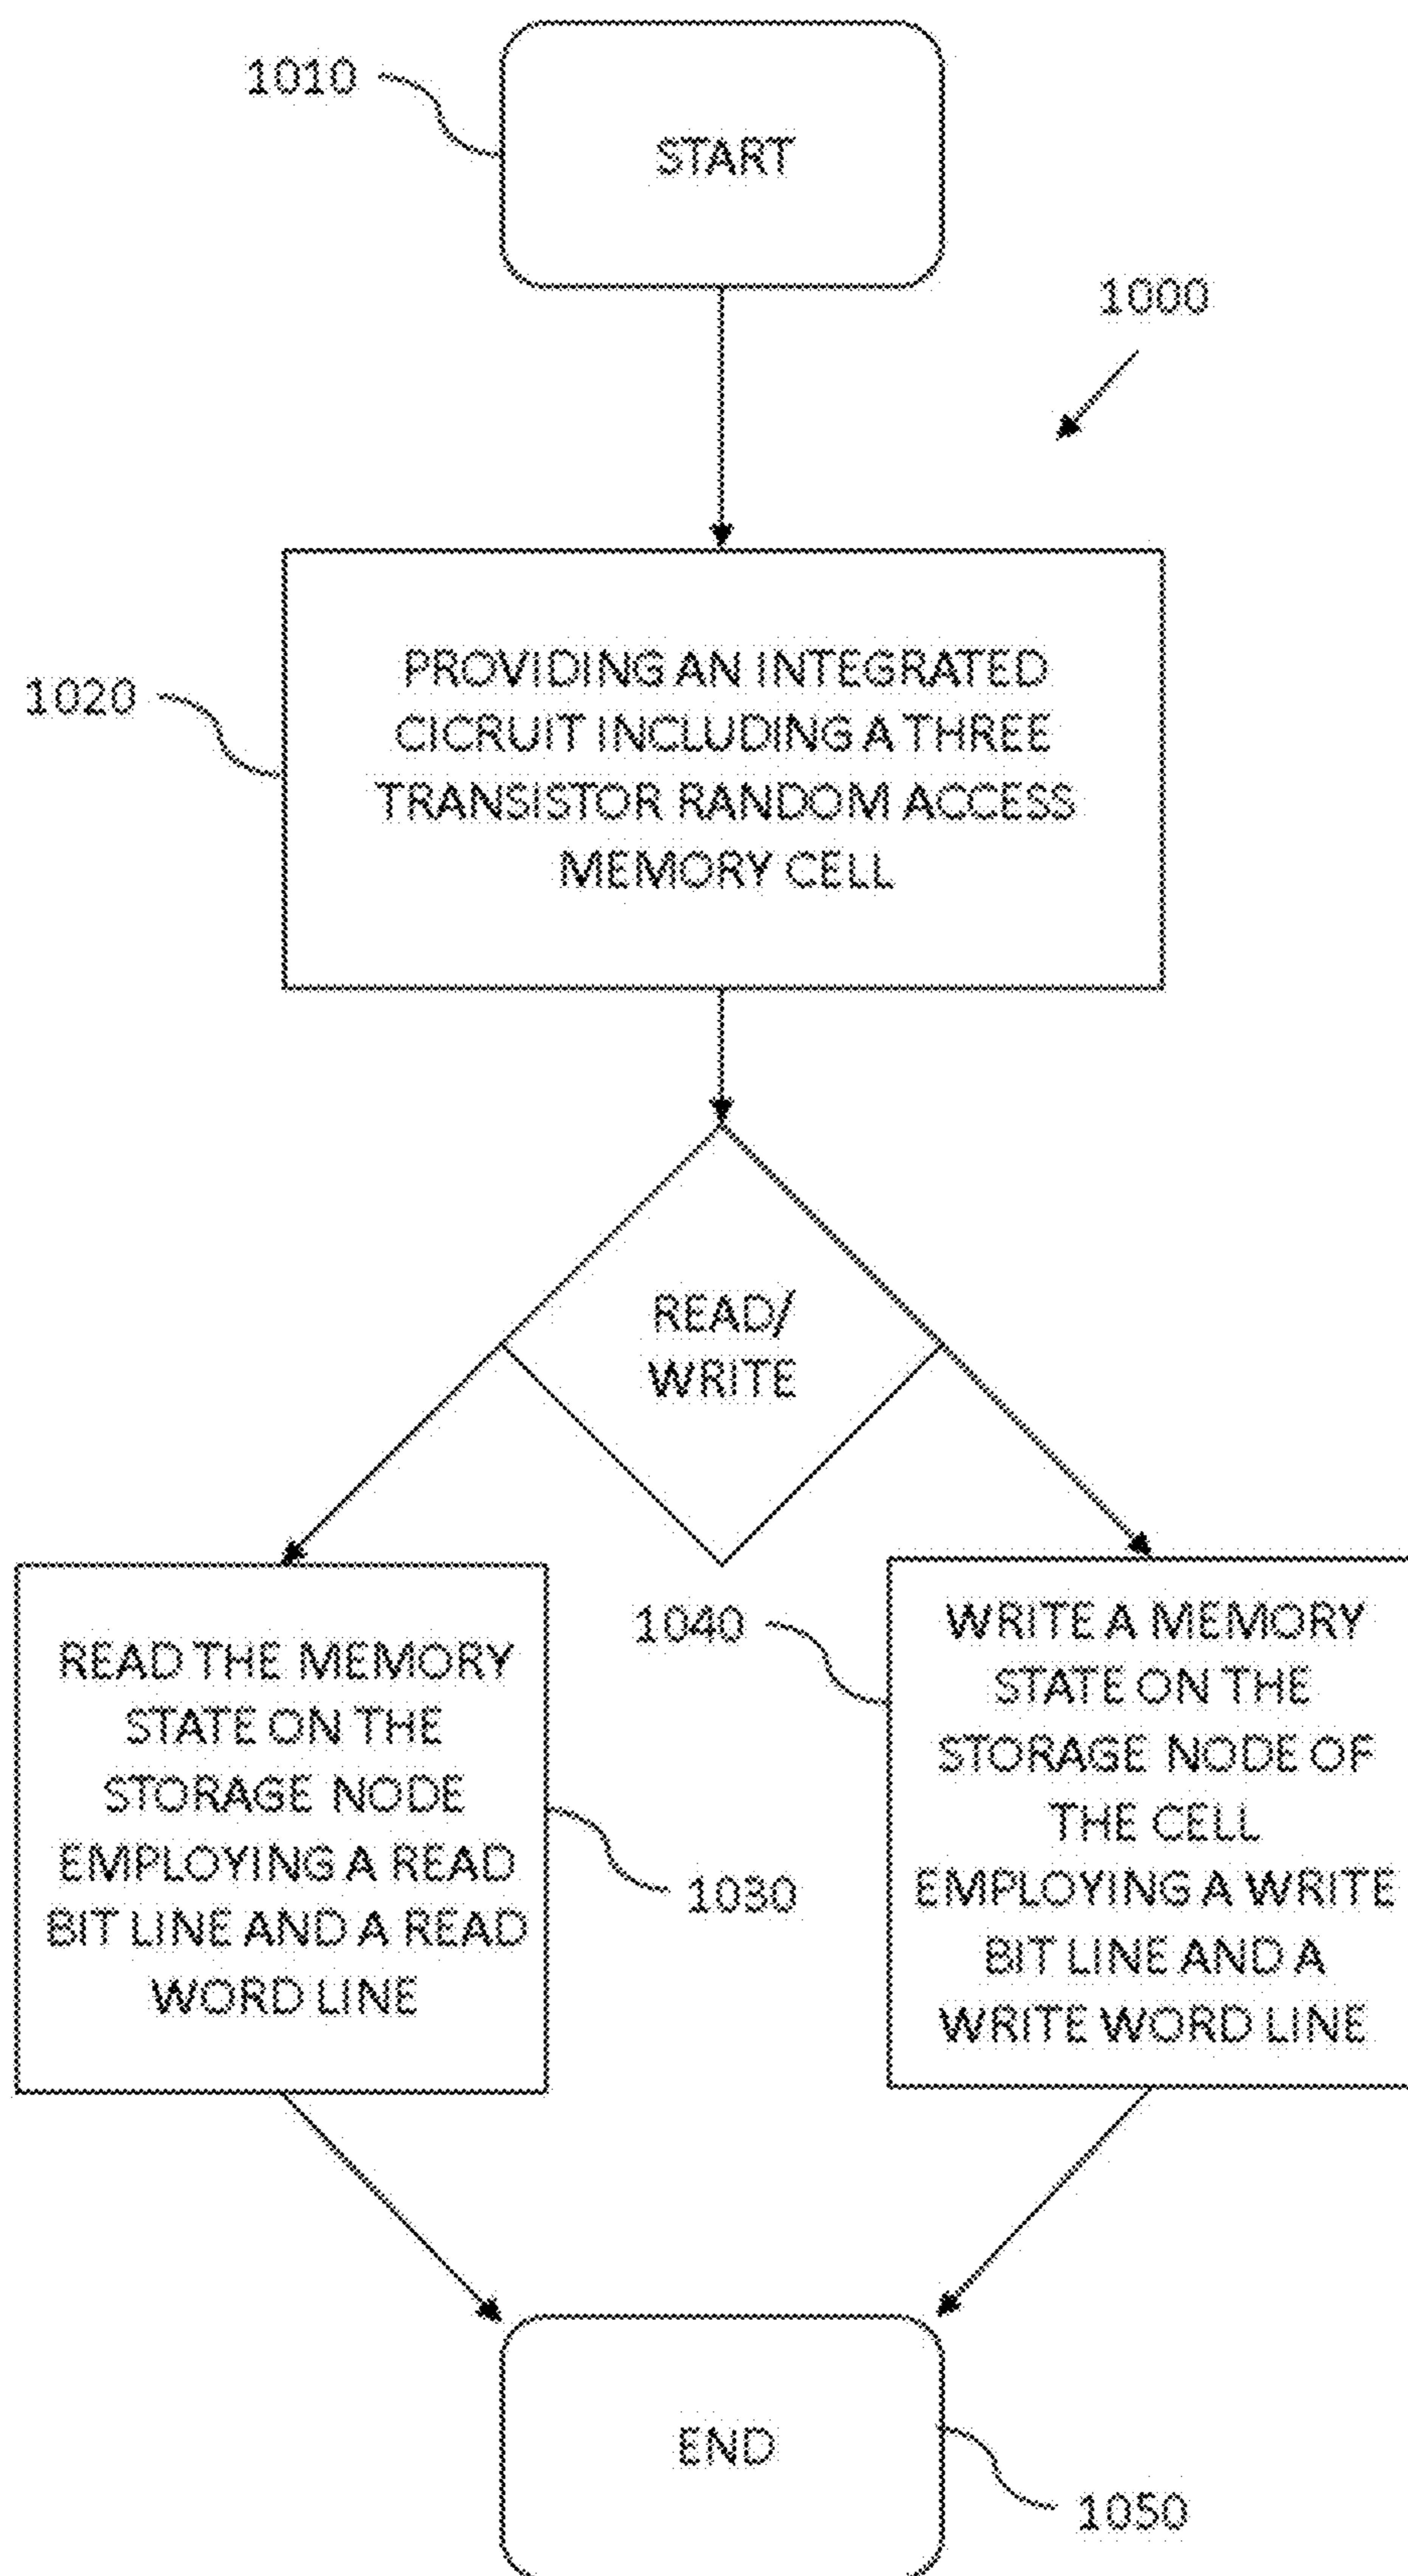 1010
START
1000
1020
PROVIDING AN INTEGRATED
CICRUIT INCLUDING A THREE
TRANSISTOR RANDOM ACCESS
MEMORY CELL
READ/
WRITE
READ THE MEMORY
STATE ON THE
STORAGE NODE
EMPLOYING A READ
BIT LINE AND A READ
WORD LINE
1030
1040
WRITE A MEMORY
STATE ON THE
STORAGE NODE OF
THE CELL
EMPLOYING A WRITE
BIT LINE AND A
WRITE WORD LINE
END
1050